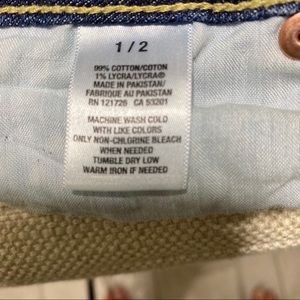 1 / 2
99% COTTON/COTON
1% LYCRA/LYCRA®
MADE IN PAKISTAN/
FABRIQUE AU PAKISTAN
RN 121726 CA 53201
MACHINE WASH COLD
WITH LIKE COLORS
ONLY NON-CHLORINE BLEACH
WHEN NEEDED
TUMBLE DRY LOW
WARM IRON IF NEEDED